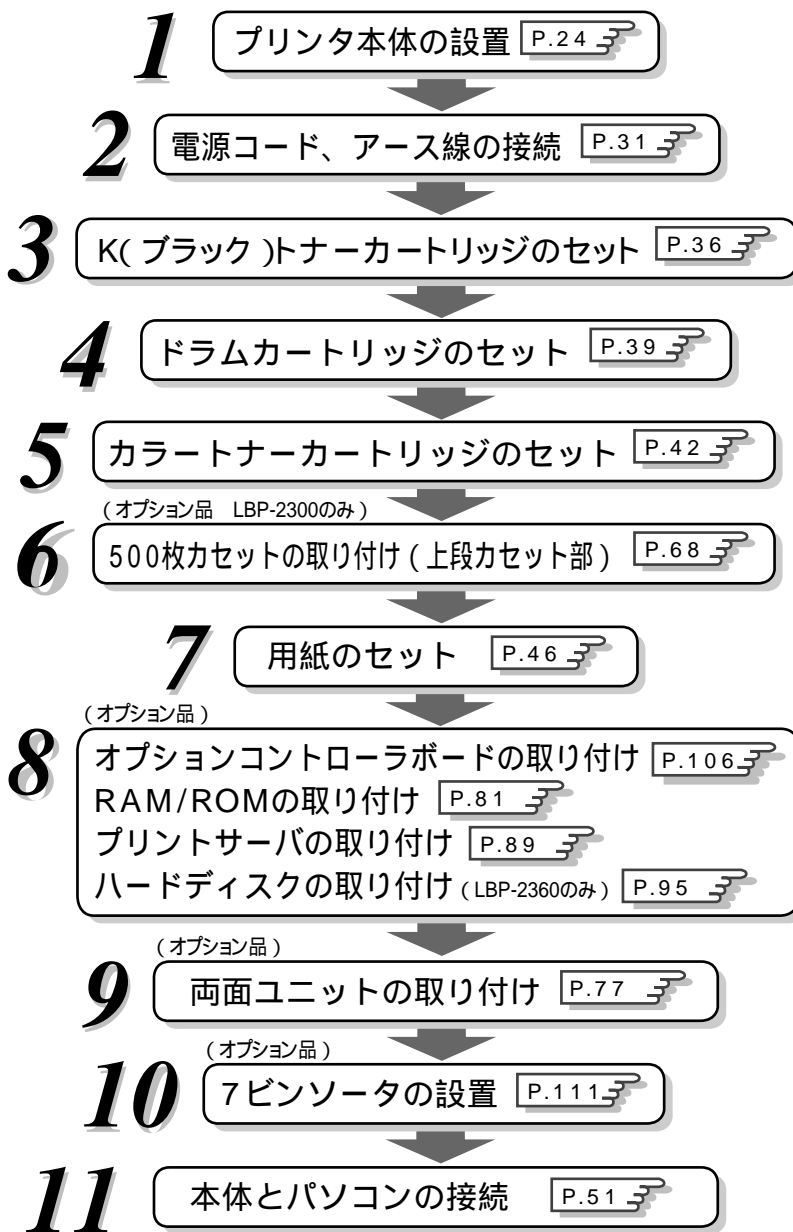 1 プリンタ本体の設置 P.24
2 電源コード、アース線の接続 P.31
3 K(ブラック)トナーカートリッジのセット P.36
4 ドラムカートリッジのセット P.39
5 カラートナーカートリッジのセット P.42
(オプション品 LBP-2300のみ)
6 500枚カセットの取り付け(上段カセット部) P.68
7 用紙のセット P.46
(オプション品)
8 オプションコントローラボードの取り付け P.106
RAM/ROMの取り付け P.81
プリントサーバの取り付け P.89
ハードディスクの取り付け(LBP-2360のみ) P.95
(オプション品)
9 両面ユニットの取り付け P.77
(オプション品)
10 7ビンソータの設置 P.111
11 本体とパソコンの接続 P.51